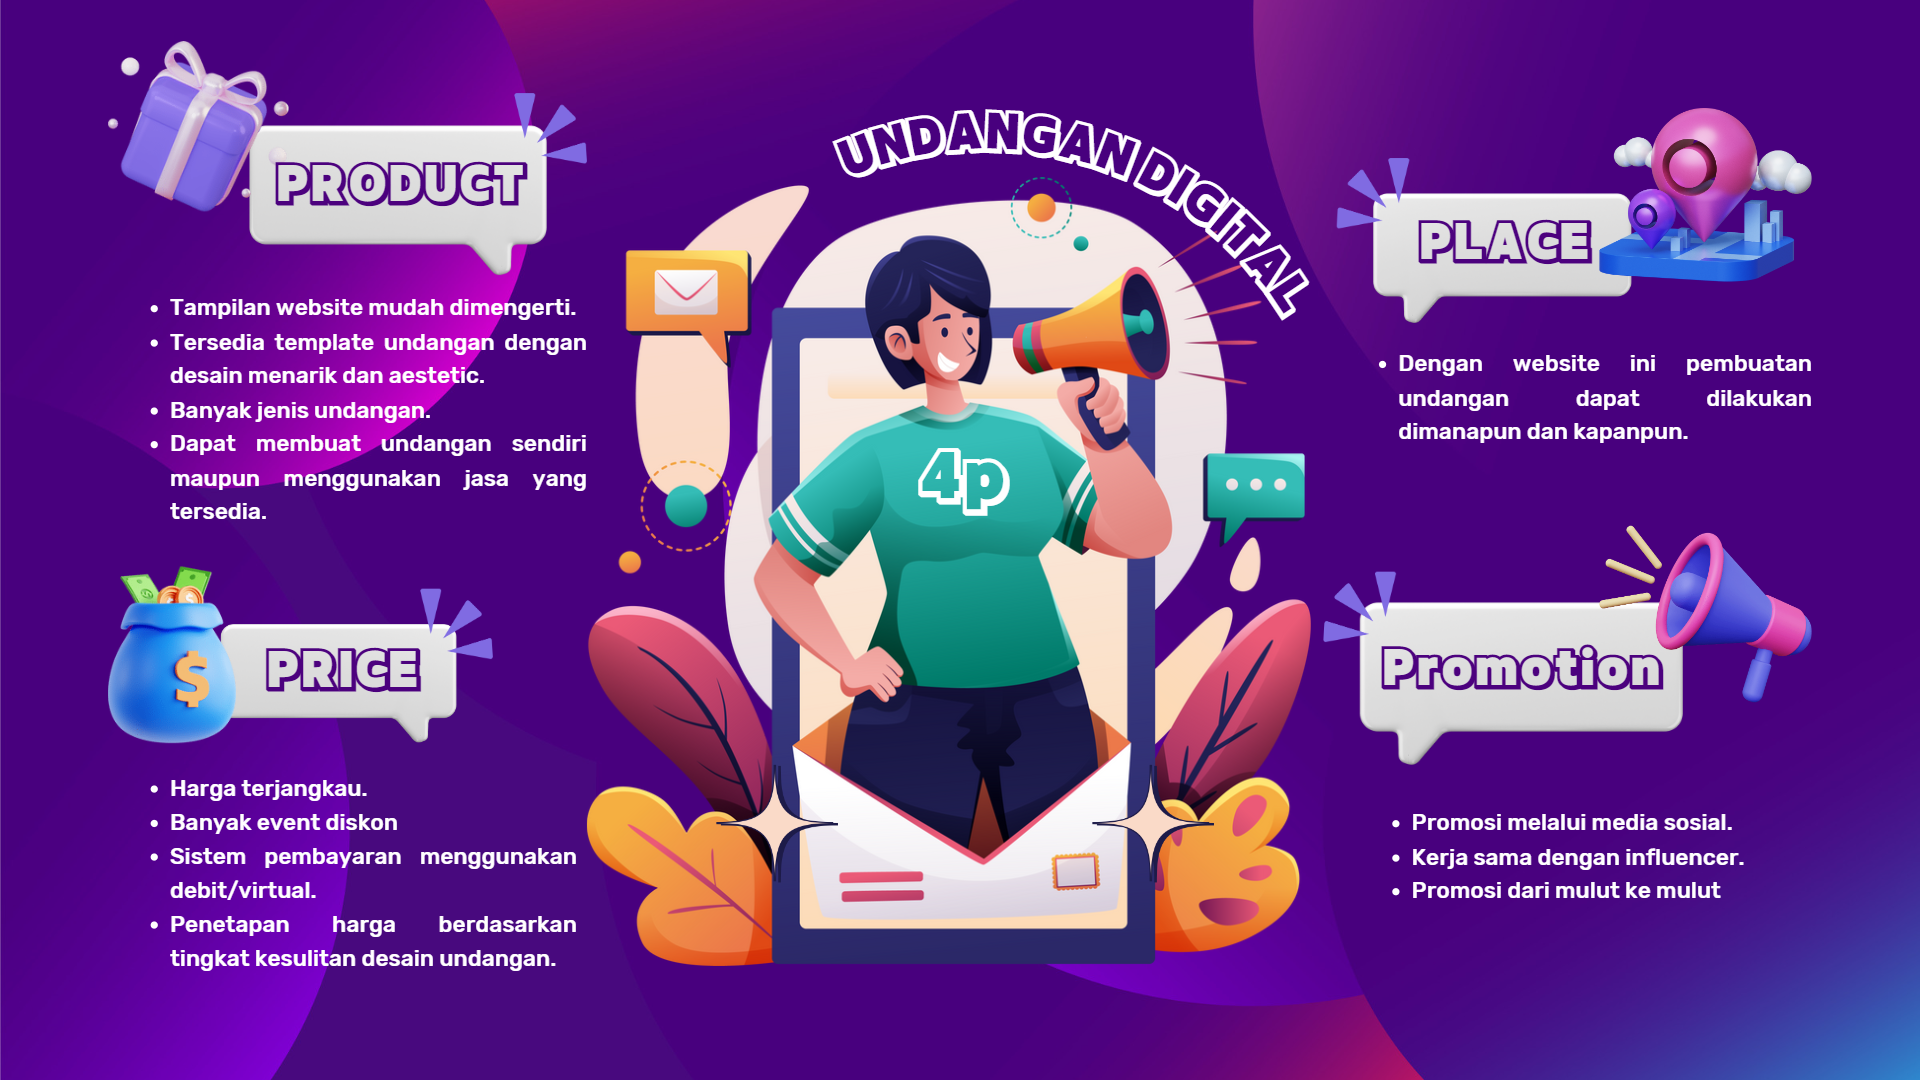 UNDANGAN DIGITAL
4p
PRODUCT
• Tampilan website mudah dimengerti.
• Tersedia template undangan dengan
desain menarik dan aestetic.
• Banyak jenis undangan.
• Dapat membuat undangan sendiri
maupun menggunakan jasa yang
tersedia.
$
PRICE
• Harga terjangkau.
• Banyak event diskon
• Sistem pembayaran menggunakan
debit/virtual.
• Penetapan harga berdasarkan
tingkat kesulitan desain undangan.
PLACE
• Dengan website ini pembuatan
undangan dapat dilakukan
dimanapun dan kapanpun.
Promotion
• Promosi melalui media sosial.
• Kerja sama dengan influencer.
• Promosi dari mulut ke mulut